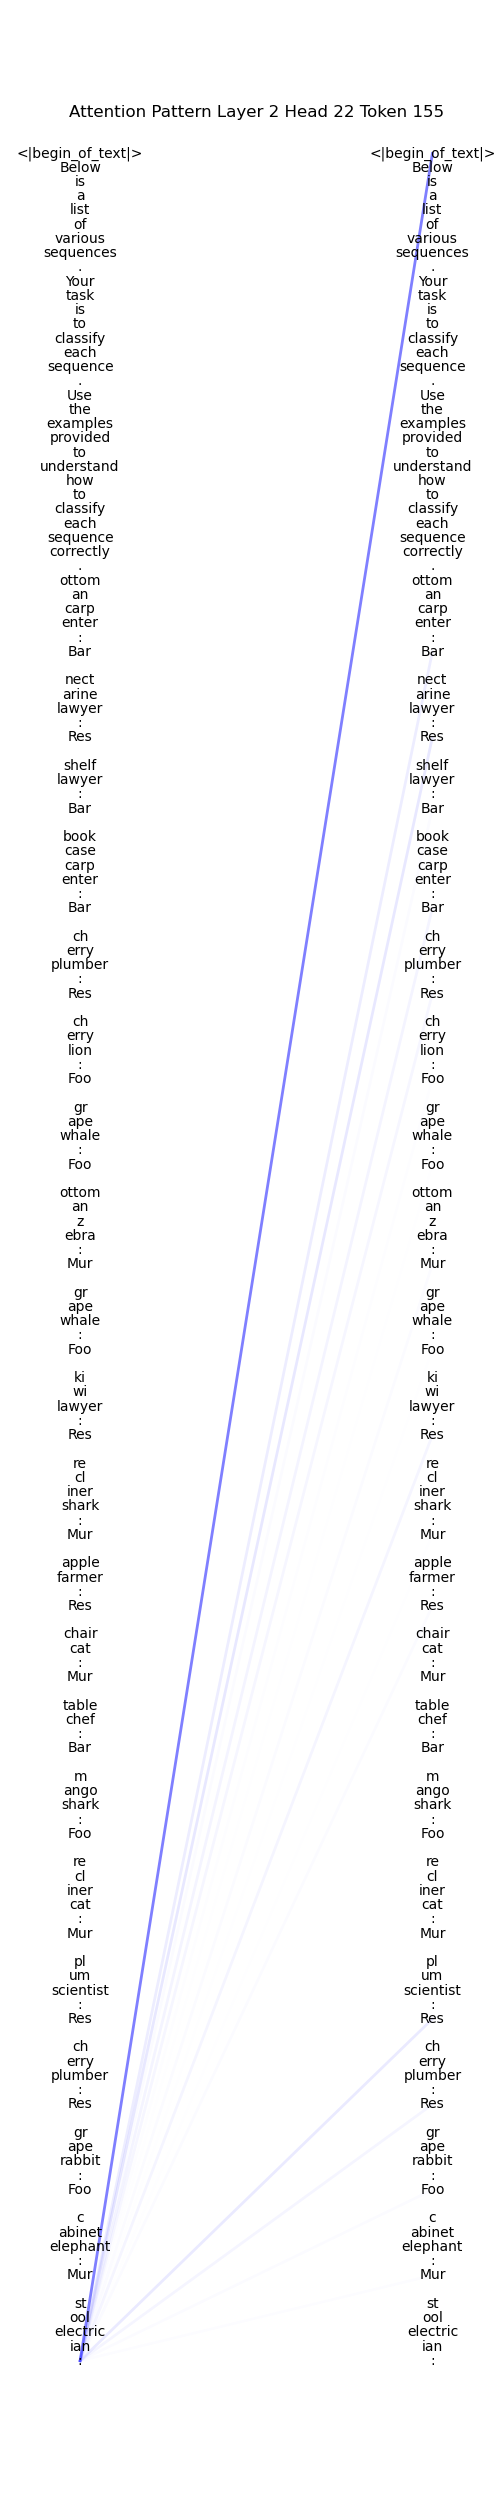 Attention Pattern Layer 2 Head 22 Token 155
<|begin_of_text|> <|begin_of_text|>
Below Below
is is
a a
list list
of of
various various
sequences sequences
. .
Your Your
task task
is is
to to
classify classify
each each
sequence sequence
. .
Use Use
the the
examples examples
provided provided
to to
understand understand
how how
to to
classify classify
each each
sequence sequence
correctly correctly
. .
ottom ottom
an an
carp carp
enter enter
: :
Bar Bar
nect nect
arine arine
lawyer lawyer
: :
Res Res
shelf shelf
lawyer lawyer
: :
Bar Bar
book book
case case
carp carp
enter enter
: :
Bar Bar
ch ch
erry erry
plumber plumber
: :
Res Res
ch ch
erry erry
lion lion
: :
Foo Foo
gr gr
ape ape
whale whale
: :
Foo Foo
ottom ottom
an an
z z
ebra ebra
: :
Mur Mur
gr gr
ape ape
whale whale
: :
Foo Foo
ki ki
wi wi
lawyer lawyer
: :
Res Res
re re
cl cl
iner iner
shark shark
: :
Mur Mur
apple apple
farmer farmer
: :
Res Res
chair chair
cat cat
: :
Mur Mur
table table
chef chef
: :
Bar Bar
m m
ango ango
shark shark
: :
Foo Foo
re re
cl cl
iner iner
cat cat
: :
Mur Mur
pl pl
um um
scientist scientist
: :
Res Res
ch ch
erry erry
plumber plumber
: :
Res Res
gr gr
ape ape
rabbit rabbit
: :
Foo Foo
c c
abinet abinet
elephant elephant
: :
Mur Mur
st st
ool ool
electric electric
ian ian
: :